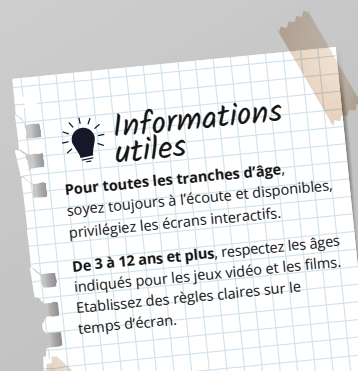 Informations
utiles
Pour toutes les tranches d’âge,
soyez toujours à l’écoute et disponibles,
privilégiez les écrans interactifs.
De 3 à 12 ans et plus, respectez les âges
indiqués pour les jeux vidéo et les films.
Etablissez des règles claires sur le
temps d’écran.